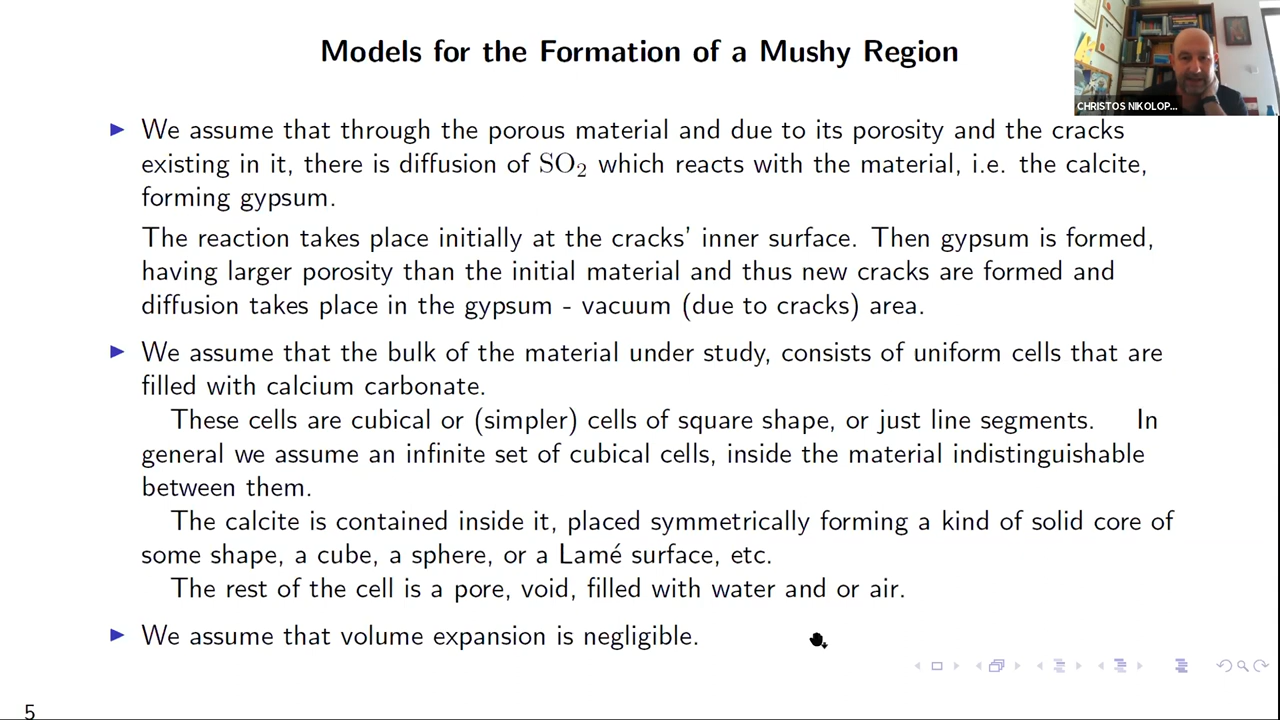 Models for the Formation of a Mushy Region
CHRISTOS NIKOLOP...
We assume that through the porous material and due to its porosity and the cracks
existing in it, there is diffusion of SO₂ which reacts with the material, i.e. the calcite,
forming gypsum.
The reaction takes place initially at the cracks' inner surface. Then gypsum is formed,
having larger porosity than the initial material and thus new cracks are formed and
diffusion takes place in the gypsum - vacuum (due to cracks) area.
We assume that the bulk of the material under study, consists of uniform cells that are
filled with calcium carbonate.
These cells are cubical or (simpler) cells of square shape, or just line segments. In
general we assume an infinite set of cubical cells, inside the material indistinguishable
between them.
The calcite is contained inside it, placed symmetrically forming a kind of solid core of
some shape, a cube, a sphere, or a Lamé surface, etc.
The rest of the cell is a pore, void, filled with water and or air.
We assume that volume expansion is negligible.
5